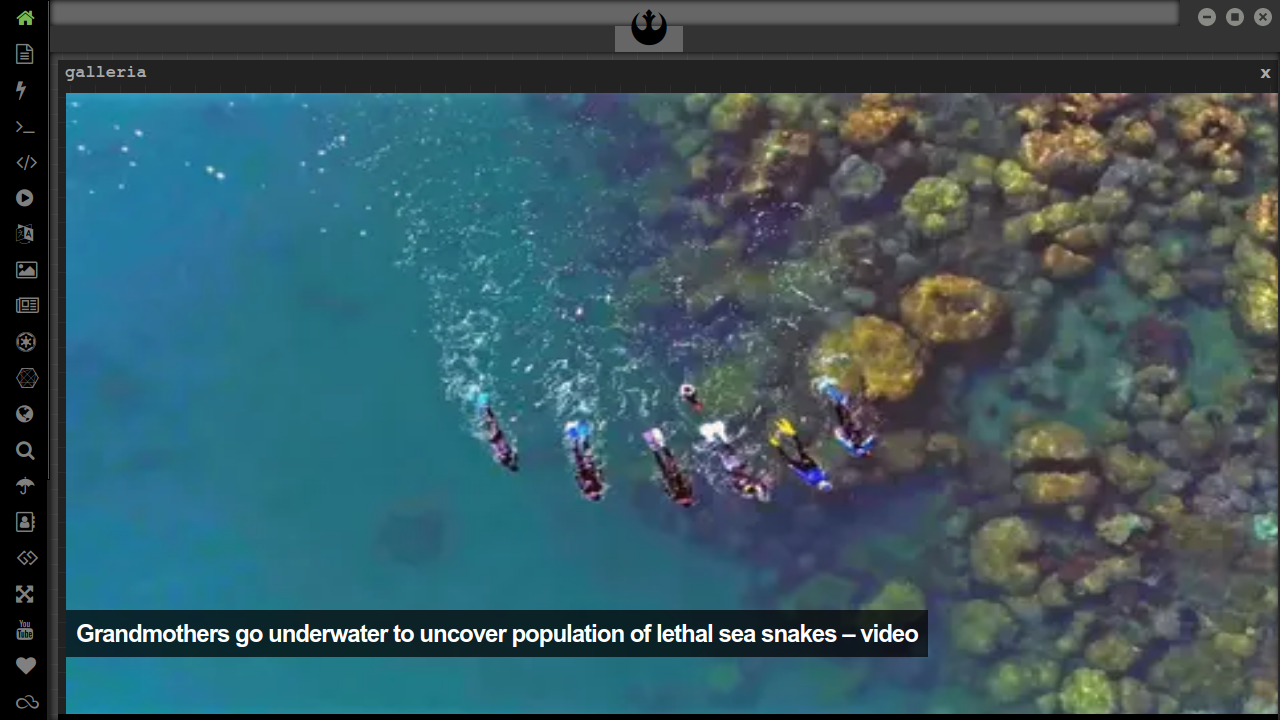 galleria
x
Grandmothers go underwater to uncover population of lethal sea snakes – video